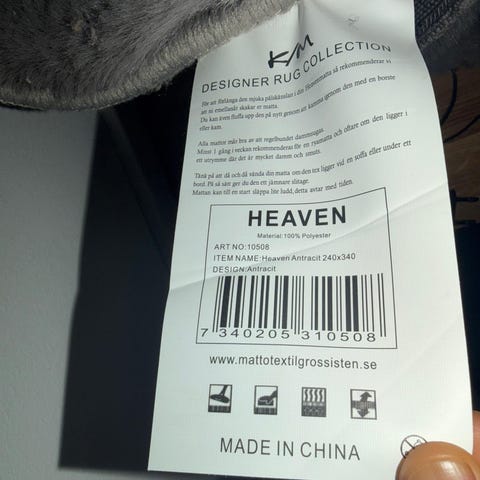 K/M
DESIGNER RUG COLLECTION
För att förlänga den mjuka pälskänslan i din Heavenmatta så rekommenderar vi
att ni emellanåt skakar er matta.
Du kan även fluffa upp den på nytt genom att kamma igenom den med en borste
eller kam.
Alla mattor mår bra av att regelbundet dammsugas.
Minst 1 gång i veckan rekommenderas för en ryamatta och oftare om den ligger i
ett utrymme där det är mycket damm och smuts.
Tänk på att då och då vända din matta om den tex ligger vid en soffa eller under ett
bord. På så sätt ger du den ett jämnare slitage.
Mattan kan till en start släppa lite ludd, detta avtar med tiden.
HEAVEN
Material:100% Polyester
ART NO:10508
ITEM NAME:Heaven Antracit 240x340
DESIGN:Antracit
7 340205 310508
www.mattotextilgrossisten.se
MADE IN CHINA